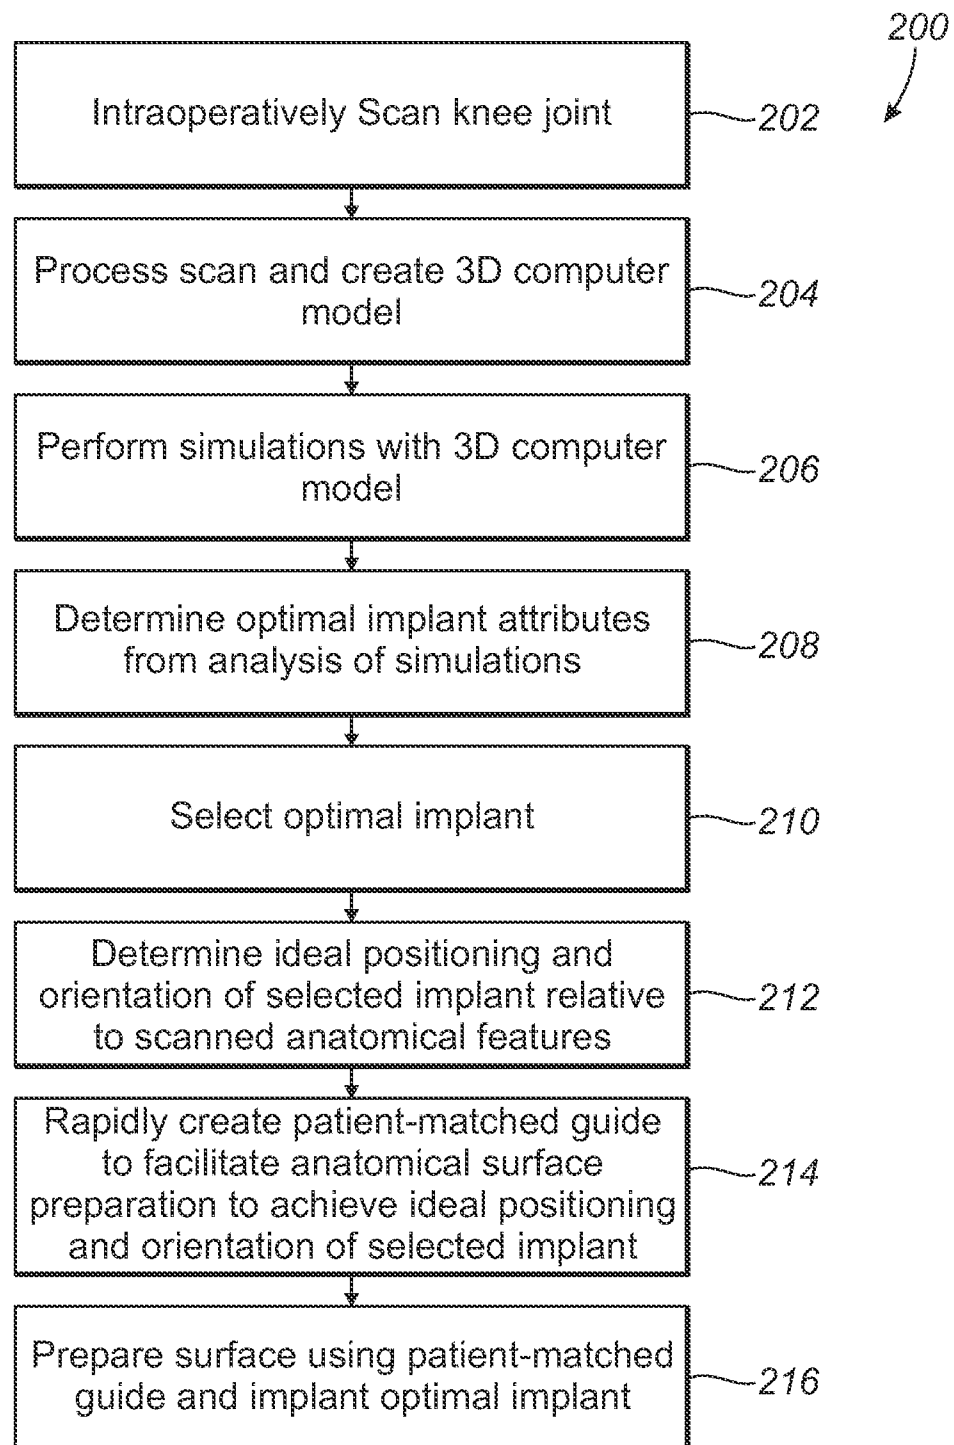 200
Intraoperatively Scan knee joint
202
Process scan and create 3D computer
model
204
Perform simulations with 3D computer
model
206
Determine optimal implant attributes
from analysis of simulations
208
Select optimal implant
210
Determine ideal positioning and
orientation of selected implant relative
to scanned anatomical features
212
Rapidly create patient-matched guide
to facilitate anatomical surface
preparation to achieve ideal positioning
and orientation of selected implant
214
Prepare surface using patient-matched
guide and implant optimal implant
216